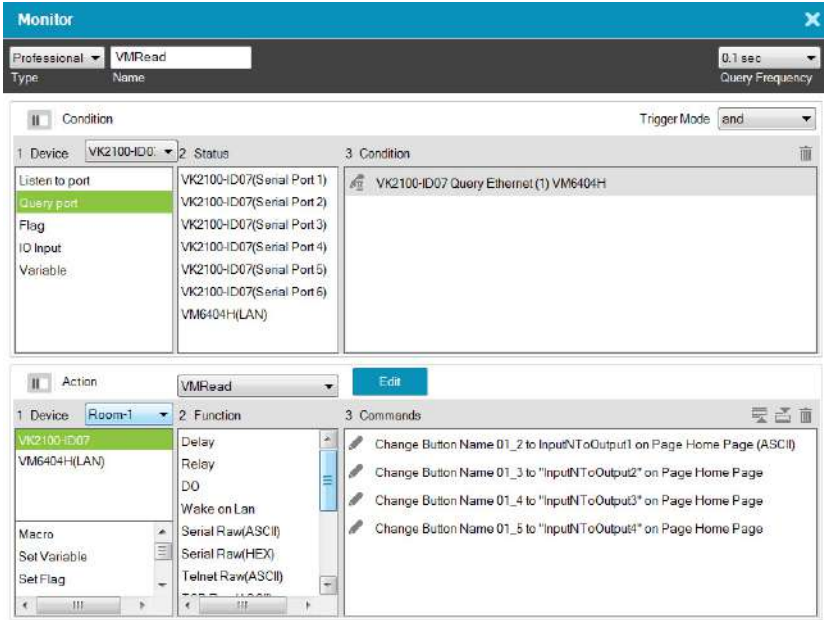 Monitor
Professional VMRead 0.1 sec
Type Name Query Frequency
Condition Trigger Mode and
1 Device VK2100-ID0: 2 Status 3 Condition
Listen to port
Query port
Flag
IO Input
Variable
VK2100-ID07(Serial Port 1)
VK2100-ID07(Serial Port 2)
VK2100-ID07(Serial Port 3)
VK2100-ID07(Serial Port 4)
VK2100-ID07(Serial Port 5)
VK2100-ID07(Serial Port 6)
VM6404H(LAN)
VK2100-ID07 Query Ethernet (1) VM6404H
Action VMRead Edit
1 Device Room-1 2 Function 3 Commands
VK2100-ID07
VM6404H(LAN)
Macro
Set Variable
Set Flag
Delay
Relay
DO
Wake on Lan
Serial Raw(ASCII)
Serial Raw(HEX)
Telnet Raw(ASCII)
Change Button Name 01_2 to InputNToOutput1 on Page Home Page (ASCII)
Change Button Name 01_3 to "InputNToOutput2" on Page Home Page
Change Button Name 01_4 to "InputNToOutput3" on Page Home Page
Change Button Name 01_5 to "InputNToOutput4" on Page Home Page